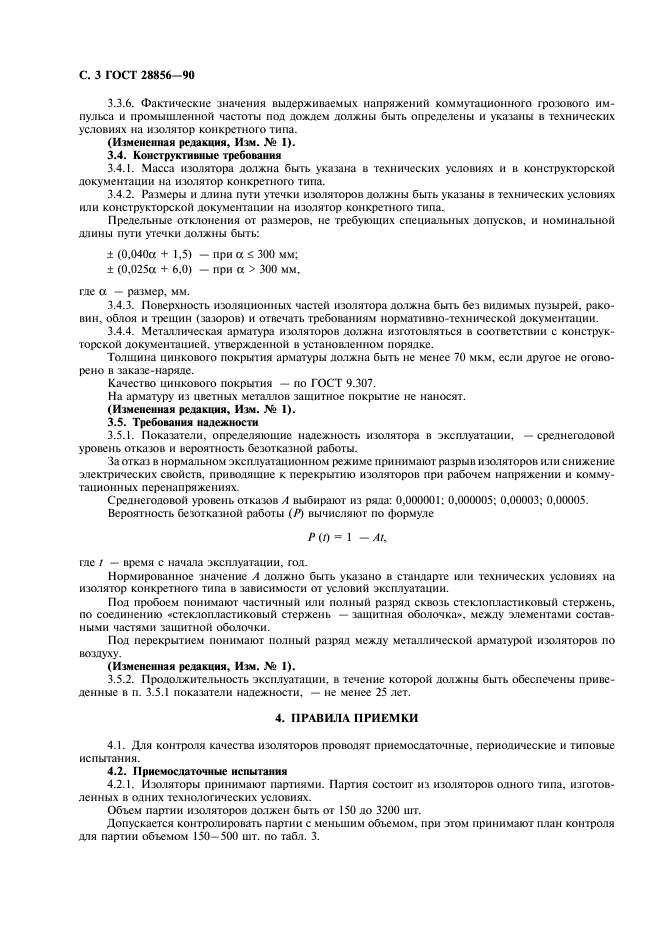 С. 3 ГОСТ 28856—90
3.3.6. Фактические значения выдерживаемых напряжений коммутационного грозового им-
пульса и промышленной частоты под дождем должны быть определены и указаны в технических
условиях на изолятор конкретного типа.
(Измененная редакция, Изм. № 1).
3.4. Конструктивные требования
3.4.1. Масса изолятора должна быть указана в технических условиях и в конструкторской
документации на изолятор конкретного типа.
3.4.2. Размеры и длина пути утечки изоляторов должны быть указаны в технических условиях
или конструкторской документации на изолятор конкретного типа.
Предельные отклонения от размеров, не требующих специальных допусков, и номинальной
длины пути утечки должны быть:
± (0,040α + 1,5) — при α ≤ 300 мм;
± (0,025α + 6,0) — при α > 300 мм,
где α — размер, мм.
3.4.3. Поверхность изоляционных частей изолятора должна быть без видимых пузырей, рако-
вин, облоя и трещин (зазоров) и отвечать требованиям нормативно-технической документации.
3.4.4. Металлическая арматура изоляторов должна изготовляться в соответствии с конструк-
торской документацией, утвержденной в установленном порядке.
Толщина цинкового покрытия арматуры должна быть не менее 70 мкм, если другое не огово-
рено в заказе-наряде.
Качество цинкового покрытия — по ГОСТ 9.307.
На арматуру из цветных металлов защитное покрытие не наносят.
(Измененная редакция, Изм. № 1).
3.5. Требования надежности
3.5.1. Показатели, определяющие надежность изолятора в эксплуатации, — среднегодовой
уровень отказов и вероятность безотказной работы.
За отказ в нормальном эксплуатационном режиме принимают разрыв изоляторов или снижение
электрических свойств, приводящие к перекрытию изоляторов при рабочем напряжении и комму-
тационных перенапряжениях.
Среднегодовой уровень отказов A выбирают из ряда: 0,000001; 0,000005; 0,00003; 0,00005.
Вероятность безотказной работы (P) вычисляют по формуле
P (t) = 1 — At,
где t — время с начала эксплуатации, год.
Нормированное значение A должно быть указано в стандарте или технических условиях на
изолятор конкретного типа в зависимости от условий эксплуатации.
Под пробоем понимают частичный или полный разряд сквозь стеклопластиковый стержень,
по соединению «стеклопластиковый стержень — защитная оболочка», между элементами состав-
ными частями защитной оболочки.
Под перекрытием понимают полный разряд между металлической арматурой изоляторов по
воздуху.
(Измененная редакция, Изм. № 1).
3.5.2. Продолжительность эксплуатации, в течение которой должны быть обеспечены приве-
денные в п. 3.5.1 показатели надежности, — не менее 25 лет.
4. ПРАВИЛА ПРИЕМКИ
4.1. Для контроля качества изоляторов проводят приемосдаточные, периодические и типовые
испытания.
4.2. Приемосдаточные испытания
4.2.1. Изоляторы принимают партиями. Партия состоит из изоляторов одного типа, изготов-
ленных в одних технологических условиях.
Объем партии изоляторов должен быть от 150 до 3200 шт.
Допускается контролировать партии с меньшим объемом, при этом принимают план контроля
для партии объемом 150—500 шт. по табл. 3.